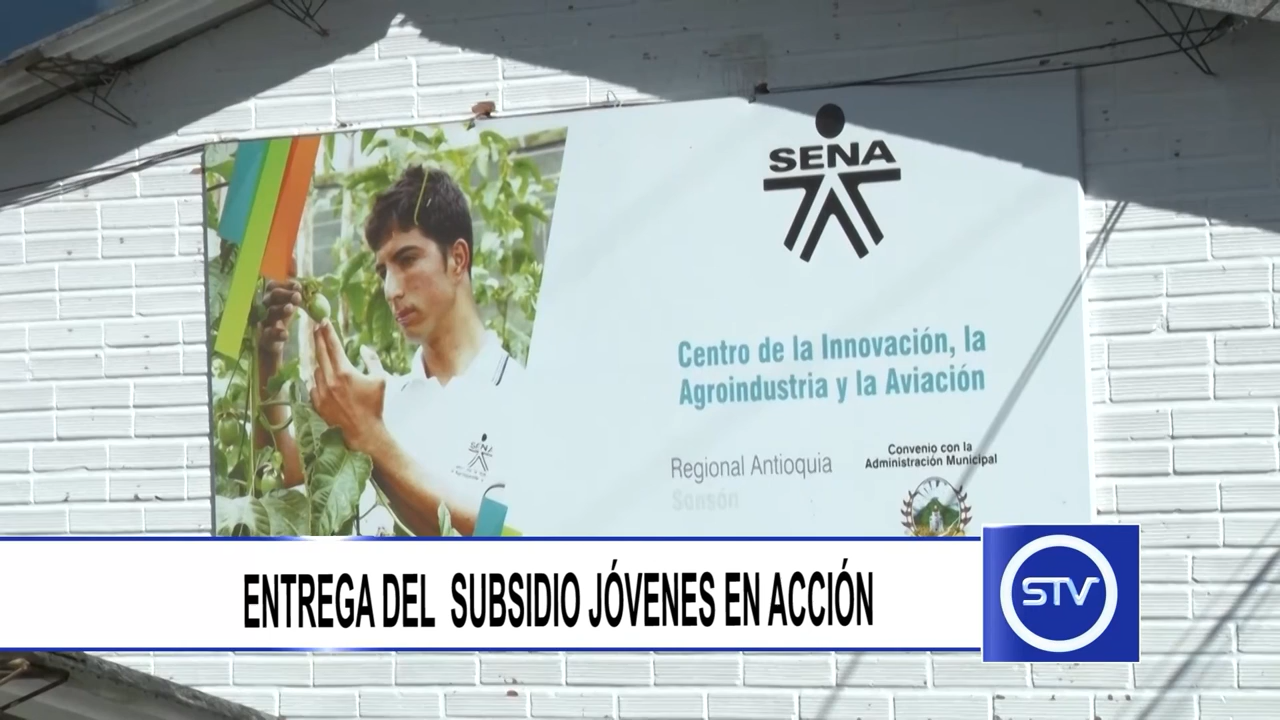 SENA
Centro de la Innovación, la
Agroindustria y la Aviación
Regional Antioquia
Sonsón
Convenio con la
Administración Municipal
SENA
ENTREGA DEL SUBSIDIO JÓVENES EN ACCIÓN
STV